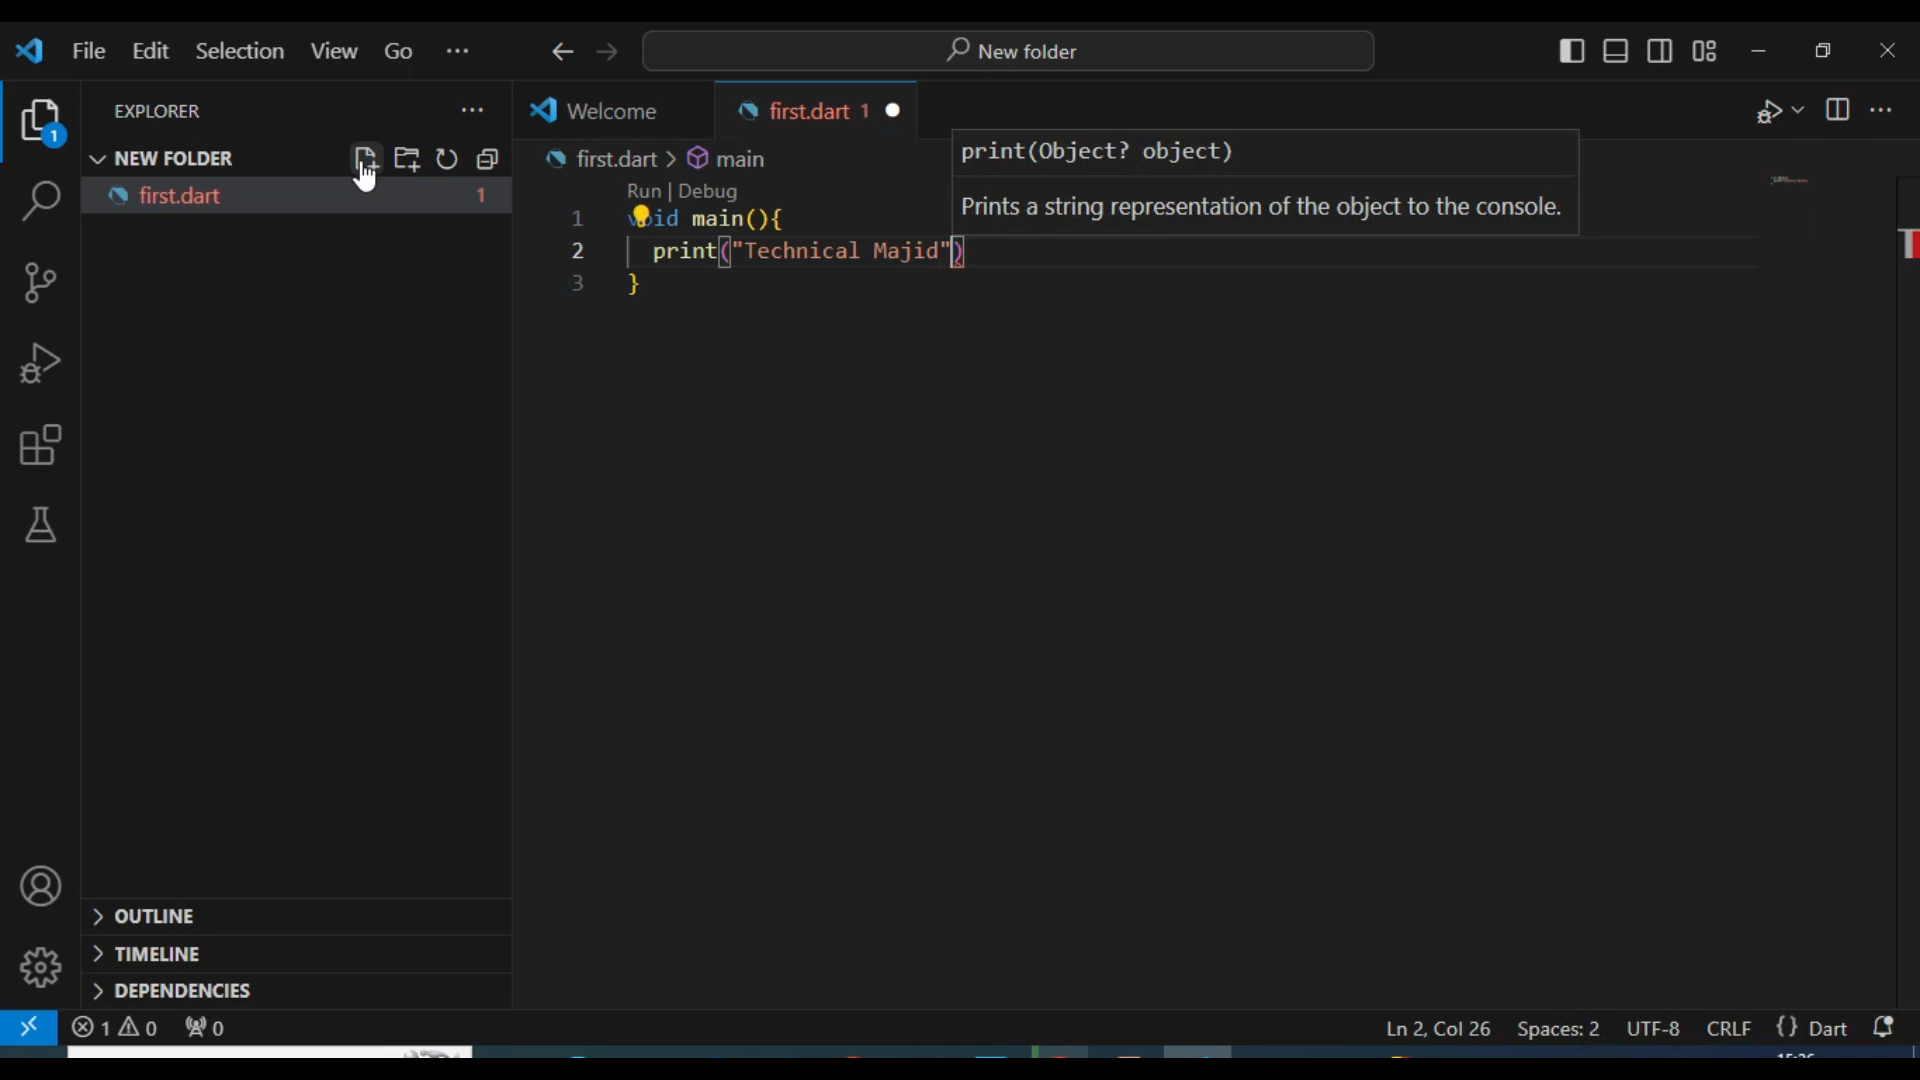 File Edit Selection View Go ··· New folder
EXPLORER ···
Welcome first.dart 1
NEW FOLDER
first.dart 1
1
first.dart > main
print(Object? object)
Prints a string representation of the object to the console.
Run | Debug
1 void main(){
2 print("Technical Majid")
3 }
OUTLINE
TIMELINE
DEPENDENCIES
1 0 0 Ln 2, Col 26 Spaces: 2 UTF-8 CRLF {} Dart